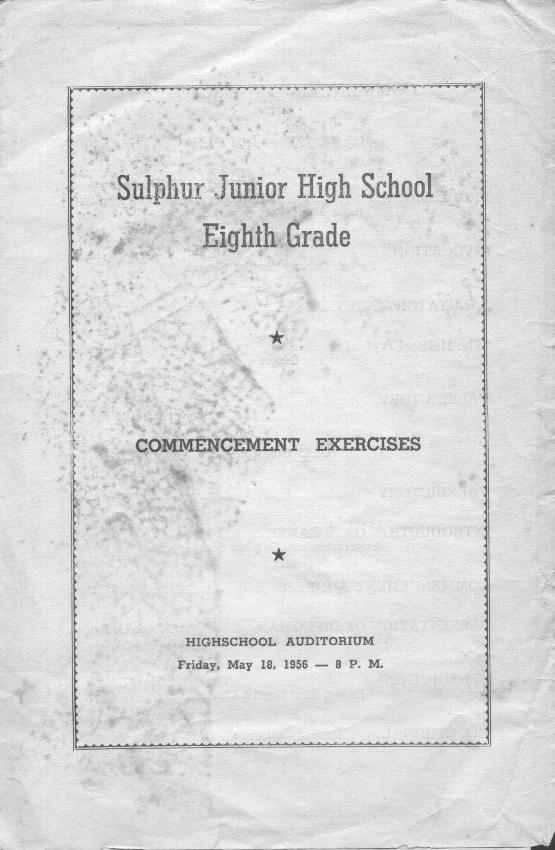 Sulphur Junior High School
Eighth Grade
★
COMMENCEMENT EXERCISES
★
HIGHSCHOOL AUDITORIUM
Friday, May 18, 1956 — 8 P. M.